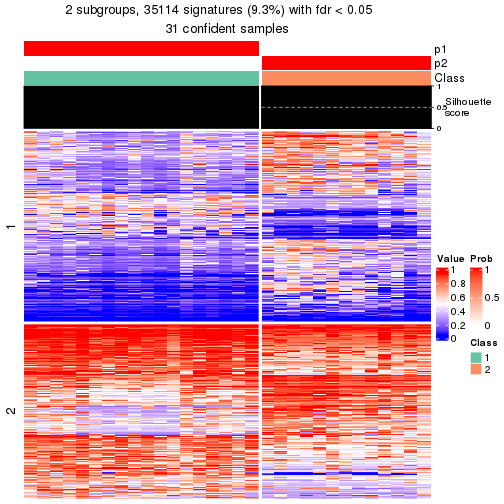 2 subgroups, 35114 signatures (9.3%) with fdr < 0.05
31 confident samples
p1
p2
Class
1
0.5
0
Silhouette
score
1
2
Value
1
0.8
0.6
0.4
0.2
0
Prob
1
0.5
0
Class
1
2